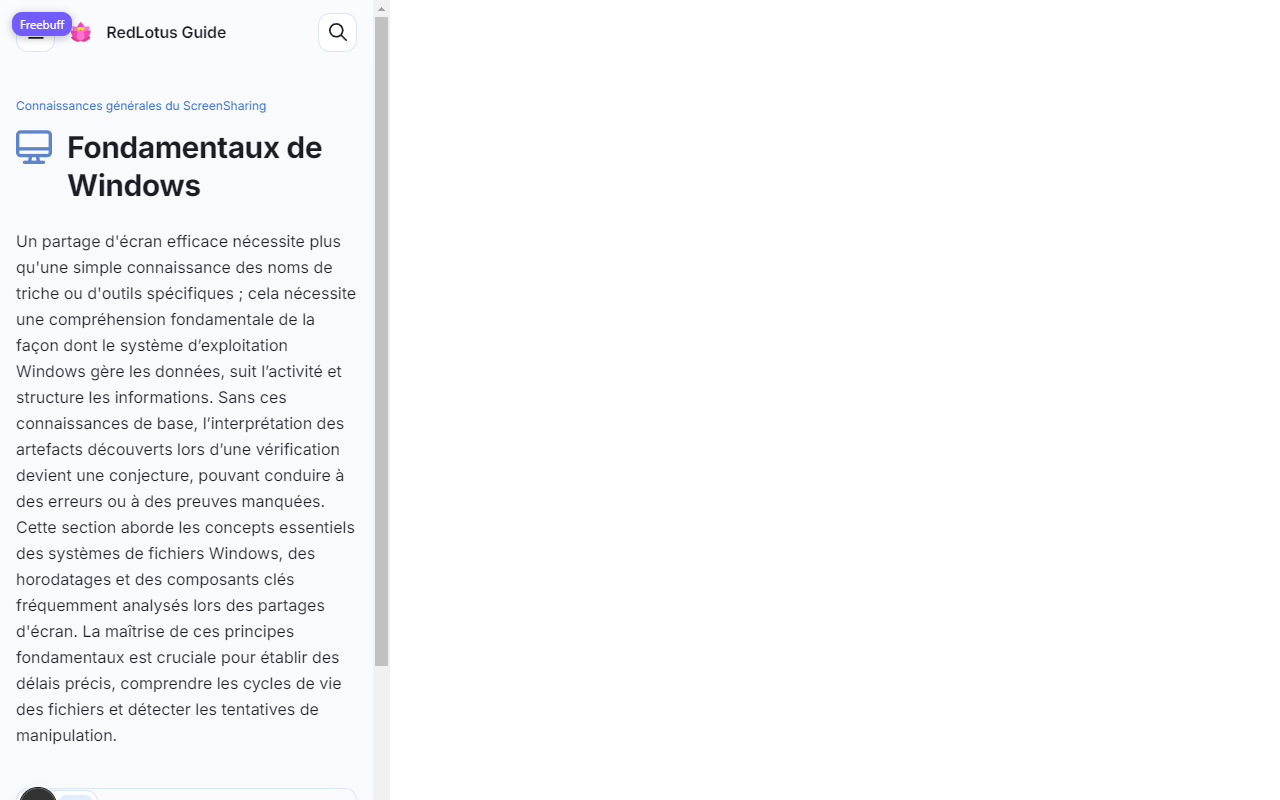 Freebuff
RedLotus Guide
Connaissances générales du ScreenSharing
Fondamentaux de
Windows
Un partage d'écran efficace nécessite plus
qu'une simple connaissance des noms de
triche ou d'outils spécifiques ; cela nécessite
une compréhension fondamentale de la
façon dont le système d’exploitation
Windows gère les données, suit l’activité et
structure les informations. Sans ces
connaissances de base, l’interprétation des
artefacts découverts lors d’une vérification
devient une conjecture, pouvant conduire à
des erreurs ou à des preuves manquées.
Cette section aborde les concepts essentiels
des systèmes de fichiers Windows, des
horodatages et des composants clés
fréquemment analysés lors des partages
d'écran. La maîtrise de ces principes
fondamentaux est cruciale pour établir des
délais précis, comprendre les cycles de vie
des fichiers et détecter les tentatives de
manipulation.